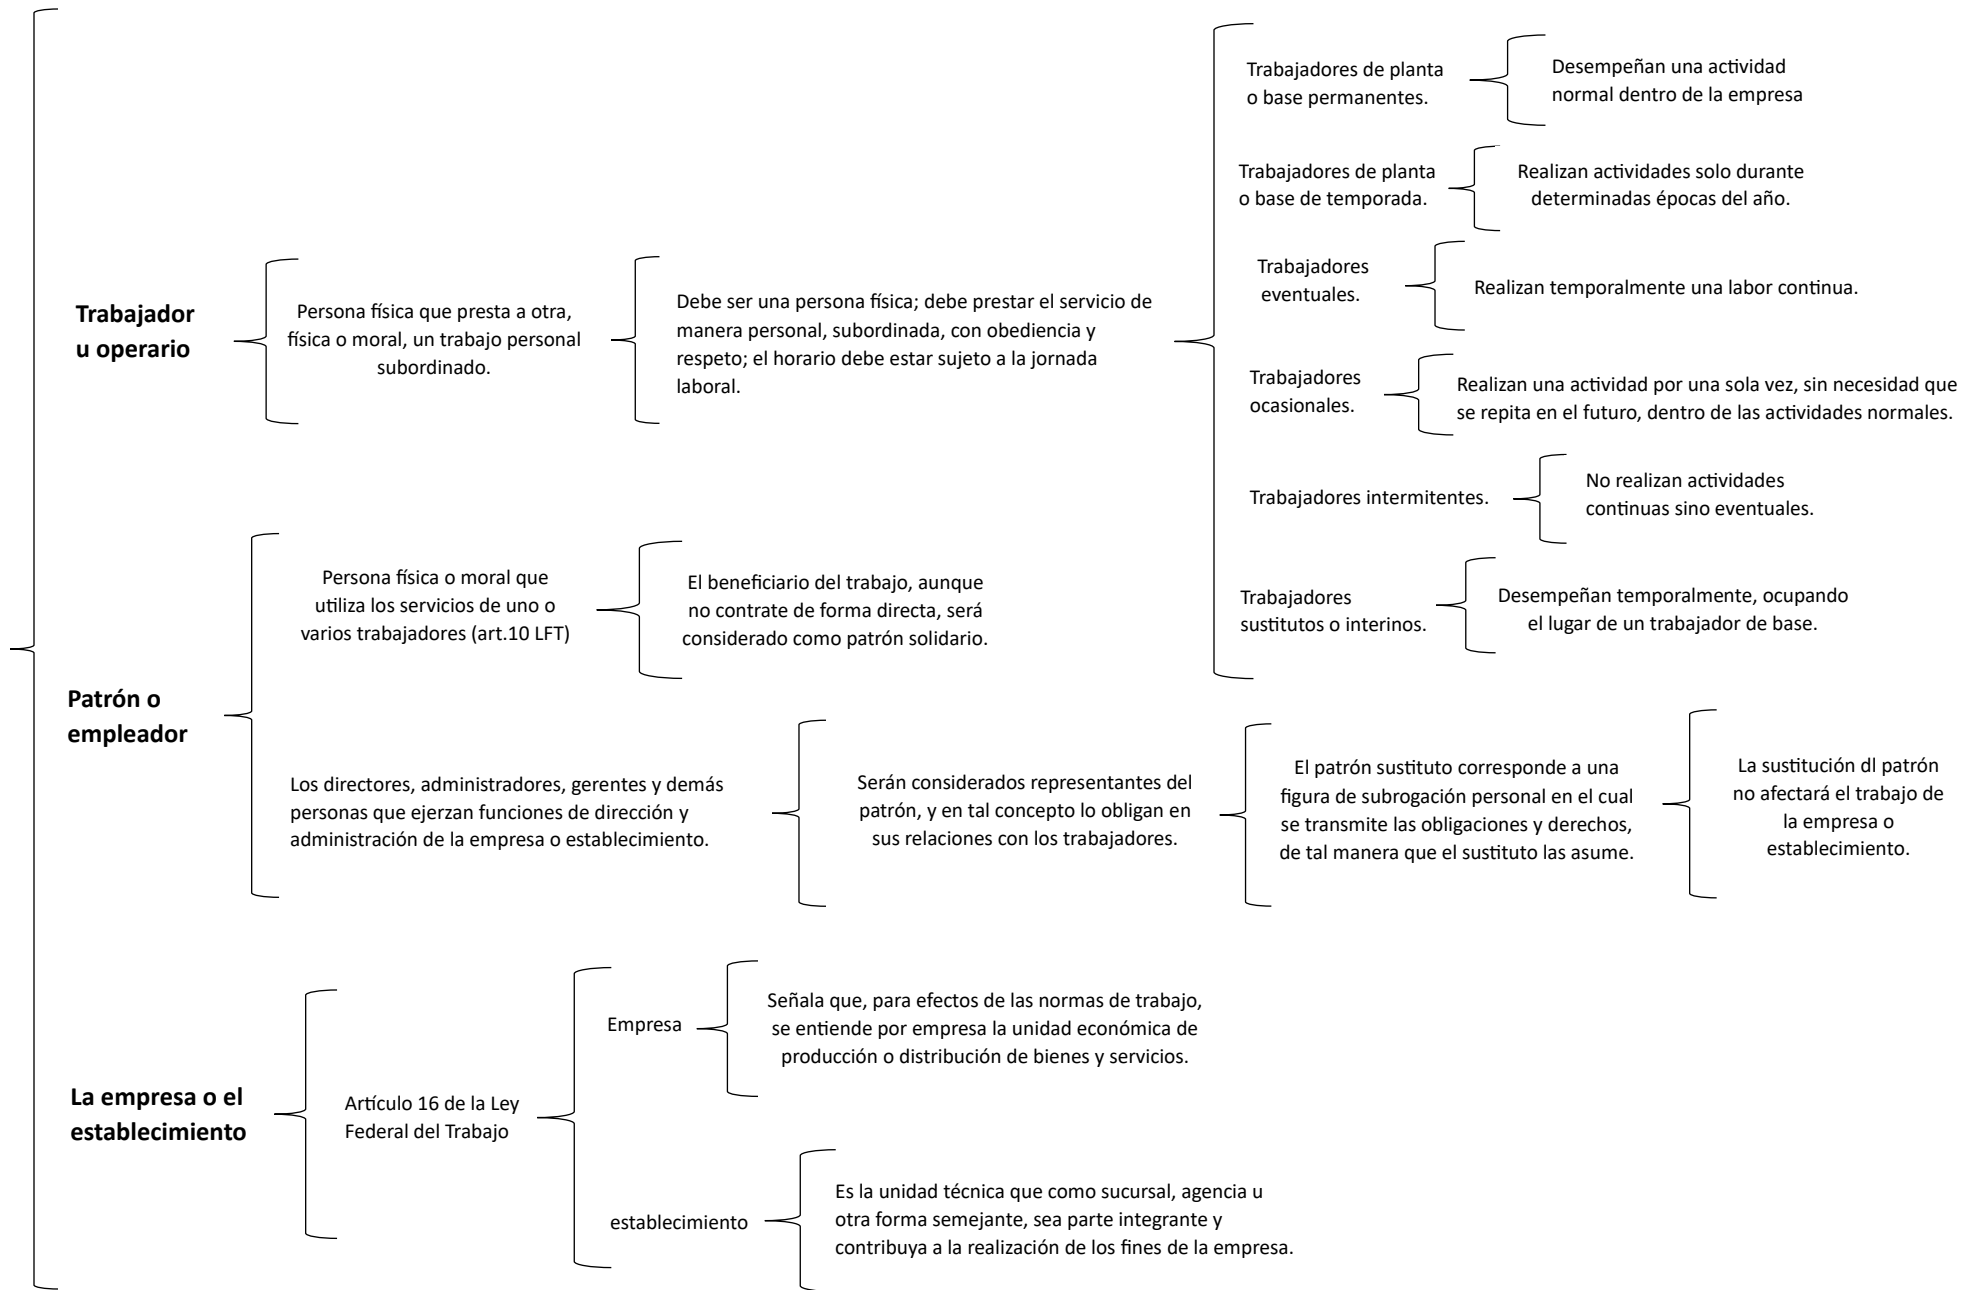 Trabajador
u operario
Persona física que presta a otra,
física o moral, un trabajo personal
subordinado.
Debe ser una persona física; debe prestar el servicio de
manera personal, subordinada, con obediencia y
respeto; el horario debe estar sujeto a la jornada
laboral.
Trabajadores de planta
o base permanentes.
Desempeñan una actividad
normal dentro de la empresa
Trabajadores de planta
o base de temporada.
Realizan actividades solo durante
determinadas épocas del año.
Trabajadores
eventuales.
Realizan temporalmente una labor continua.
Trabajadores
ocasionales.
Realizan una actividad por una sola vez, sin necesidad que
se repita en el futuro, dentro de las actividades normales.
Trabajadores intermitentes.
No realizan actividades
continuas sino eventuales.
Trabajadores
sustitutos o interinos.
Desempeñan temporalmente, ocupando
el lugar de un trabajador de base.
Patrón o
empleador
Persona física o moral que
utiliza los servicios de uno o
varios trabajadores (art.10 LFT)
El beneficiario del trabajo, aunque
no contrate de forma directa, será
considerado como patrón solidario.
Los directores, administradores, gerentes y demás
personas que ejerzan funciones de dirección y
administración de la empresa o establecimiento.
Serán considerados representantes del
patrón, y en tal concepto lo obligan en
sus relaciones con los trabajadores.
El patrón sustituto corresponde a una
figura de subrogación personal en el cual
se transmite las obligaciones y derechos,
de tal manera que el sustituto las asume.
La sustitución dl patrón
no afectará el trabajo de
la empresa o
establecimiento.
La empresa o el
establecimiento
Artículo 16 de la Ley
Federal del Trabajo
Empresa
Señala que, para efectos de las normas de trabajo,
se entiende por empresa la unidad económica de
producción o distribución de bienes y servicios.
establecimiento
Es la unidad técnica que como sucursal, agencia u
otra forma semejante, sea parte integrante y
contribuya a la realización de los fines de la empresa.